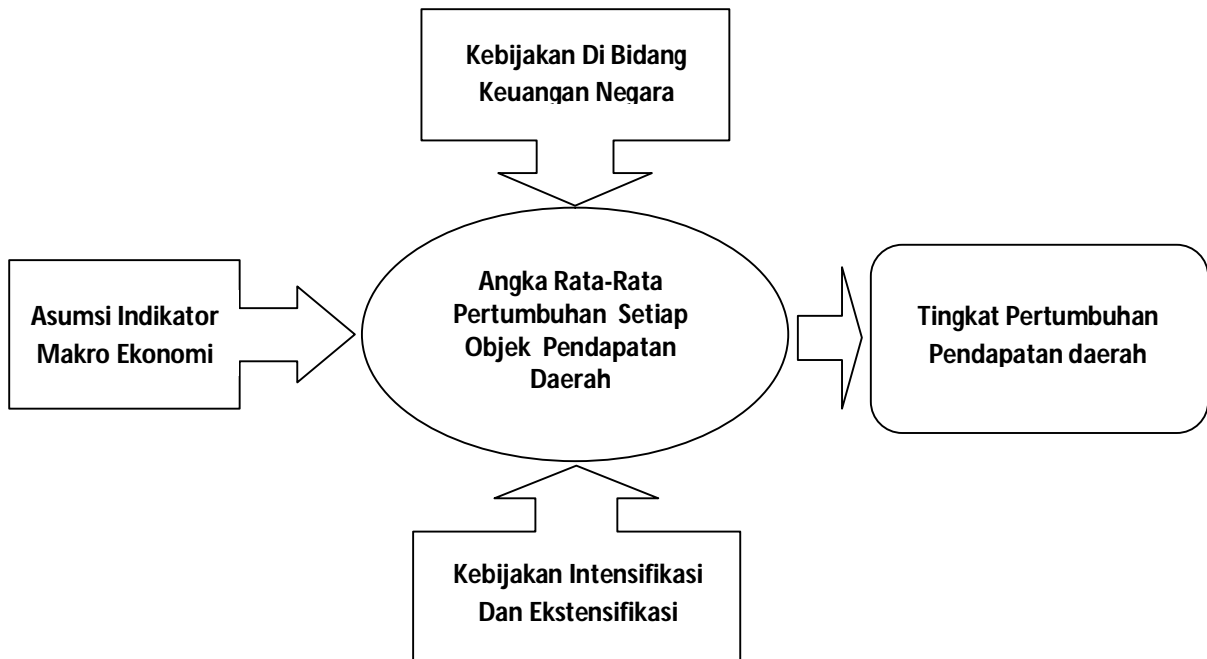 Kebijakan Di Bidang
Keuangan Negara
Asumsi Indikator
Makro Ekonomi
Angka Rata-Rata
Pertumbuhan Setiap
Objek Pendapatan
Daerah
Tingkat Pertumbuhan
Pendapatan daerah
Kebijakan Intensifikasi
Dan Ekstensifikasi